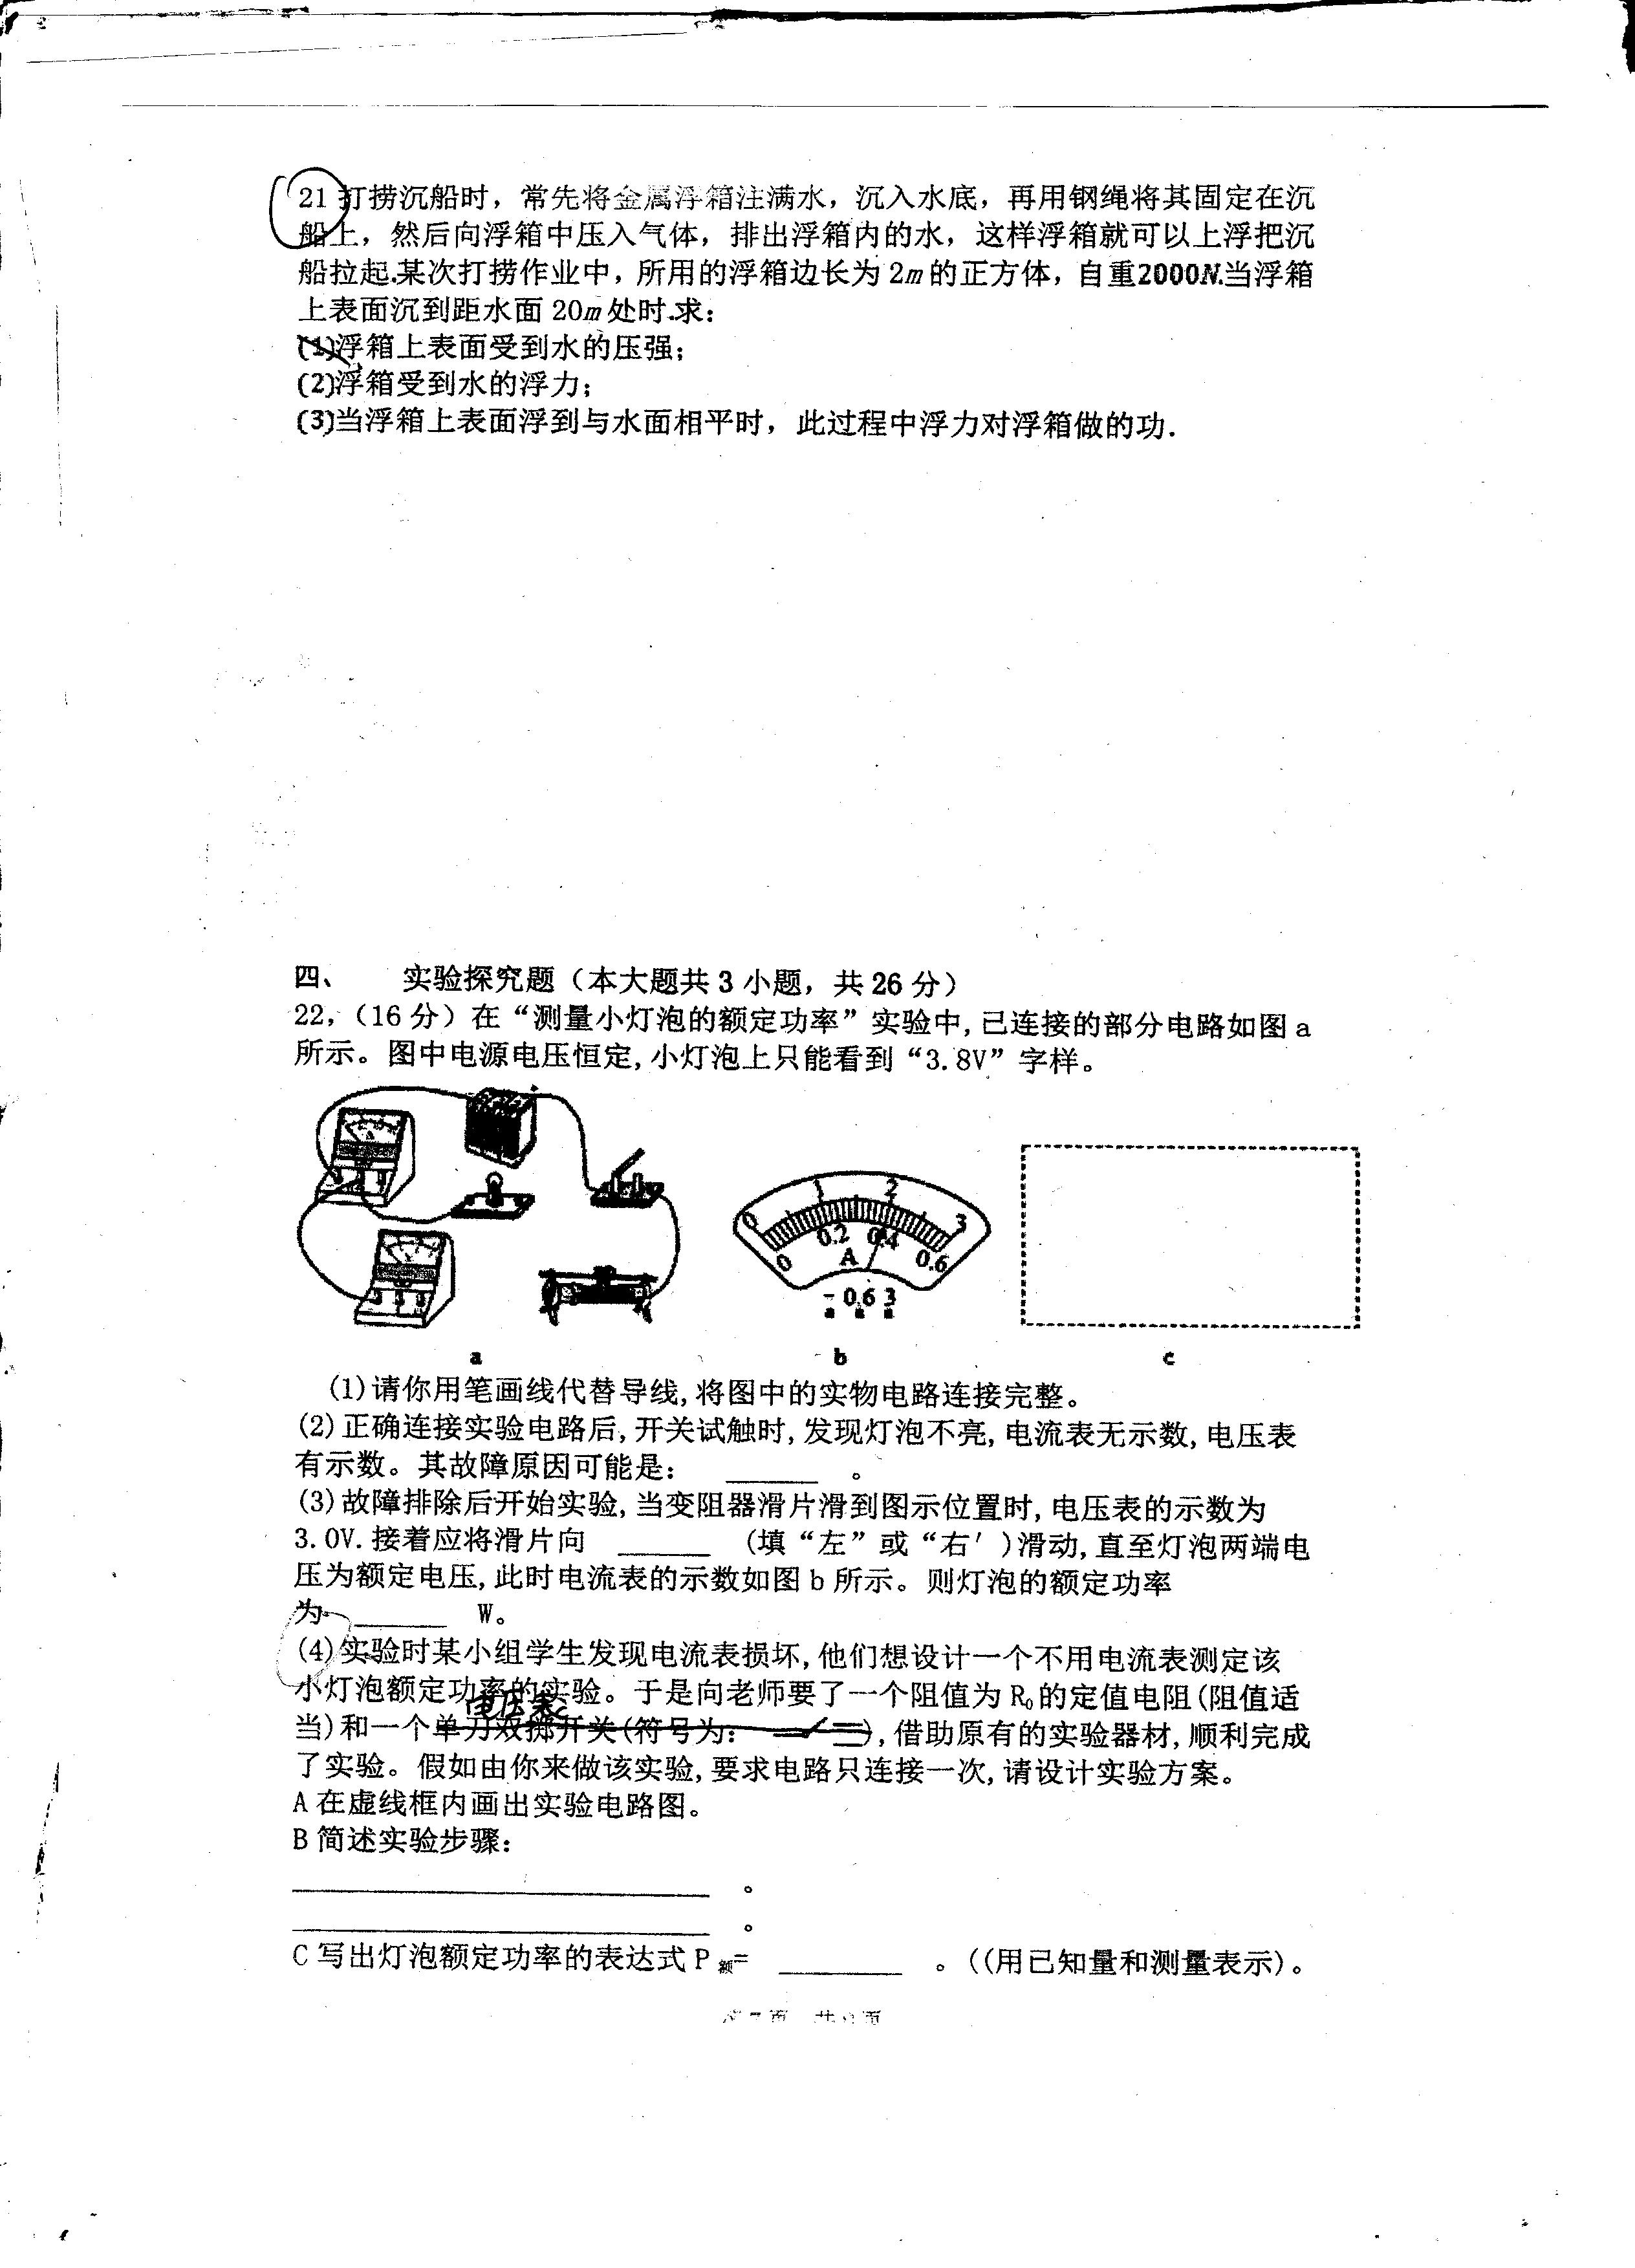 21 打捞沉船时，常先将金属浮箱注满水，沉入水底，再用钢绳将其固定在沉
船上，然后向浮箱中压入气体，排出浮箱内的水，这样浮箱就可以上浮把沉
船拉起.某次打捞作业中，所用的浮箱边长为 2m 的正方体，自重2000N.当浮箱
上表面沉到距水面 20m 处时.求：
(1)浮箱上表面受到水的压强；
(2)浮箱受到水的浮力；
(3)当浮箱上表面浮到与水面相平时，此过程中浮力对浮箱做的功.
四、 实验探究题（本大题共 3 小题，共 26 分）
22，（16 分）在“测量小灯泡的额定功率”实验中,已连接的部分电路如图 a
所示。图中电源电压恒定,小灯泡上只能看到“3.8V”字样。
0 1 2 3
0 0.2 0.4 0.6
A
- 0.6 3
a b c
(1)请你用笔画线代替导线,将图中的实物电路连接完整。
(2)正确连接实验电路后,开关试触时,发现灯泡不亮,电流表无示数,电压表
有示数。其故障原因可能是： ______ 。
(3)故障排除后开始实验,当变阻器滑片滑到图示位置时,电压表的示数为
3.0V.接着应将滑片向 ______ (填“左”或“右′)滑动,直至灯泡两端电
压为额定电压,此时电流表的示数如图 b 所示。则灯泡的额定功率
为 ______ W。
(4)实验时某小组学生发现电流表损坏,他们想设计一个不用电流表测定该
小灯泡额定功率的实验。于是向老师要了一个阻值为 R₀的定值电阻(阻值适
电压表
当)和一个单刀双掷开关(符号为： ),借助原有的实验器材,顺利完成
了实验。假如由你来做该实验,要求电路只连接一次,请设计实验方案。
A 在虚线框内画出实验电路图。
B 简述实验步骤：
______ 。
______ 。
C 写出灯泡额定功率的表达式 P额= ______ 。((用已知量和测量表示)。